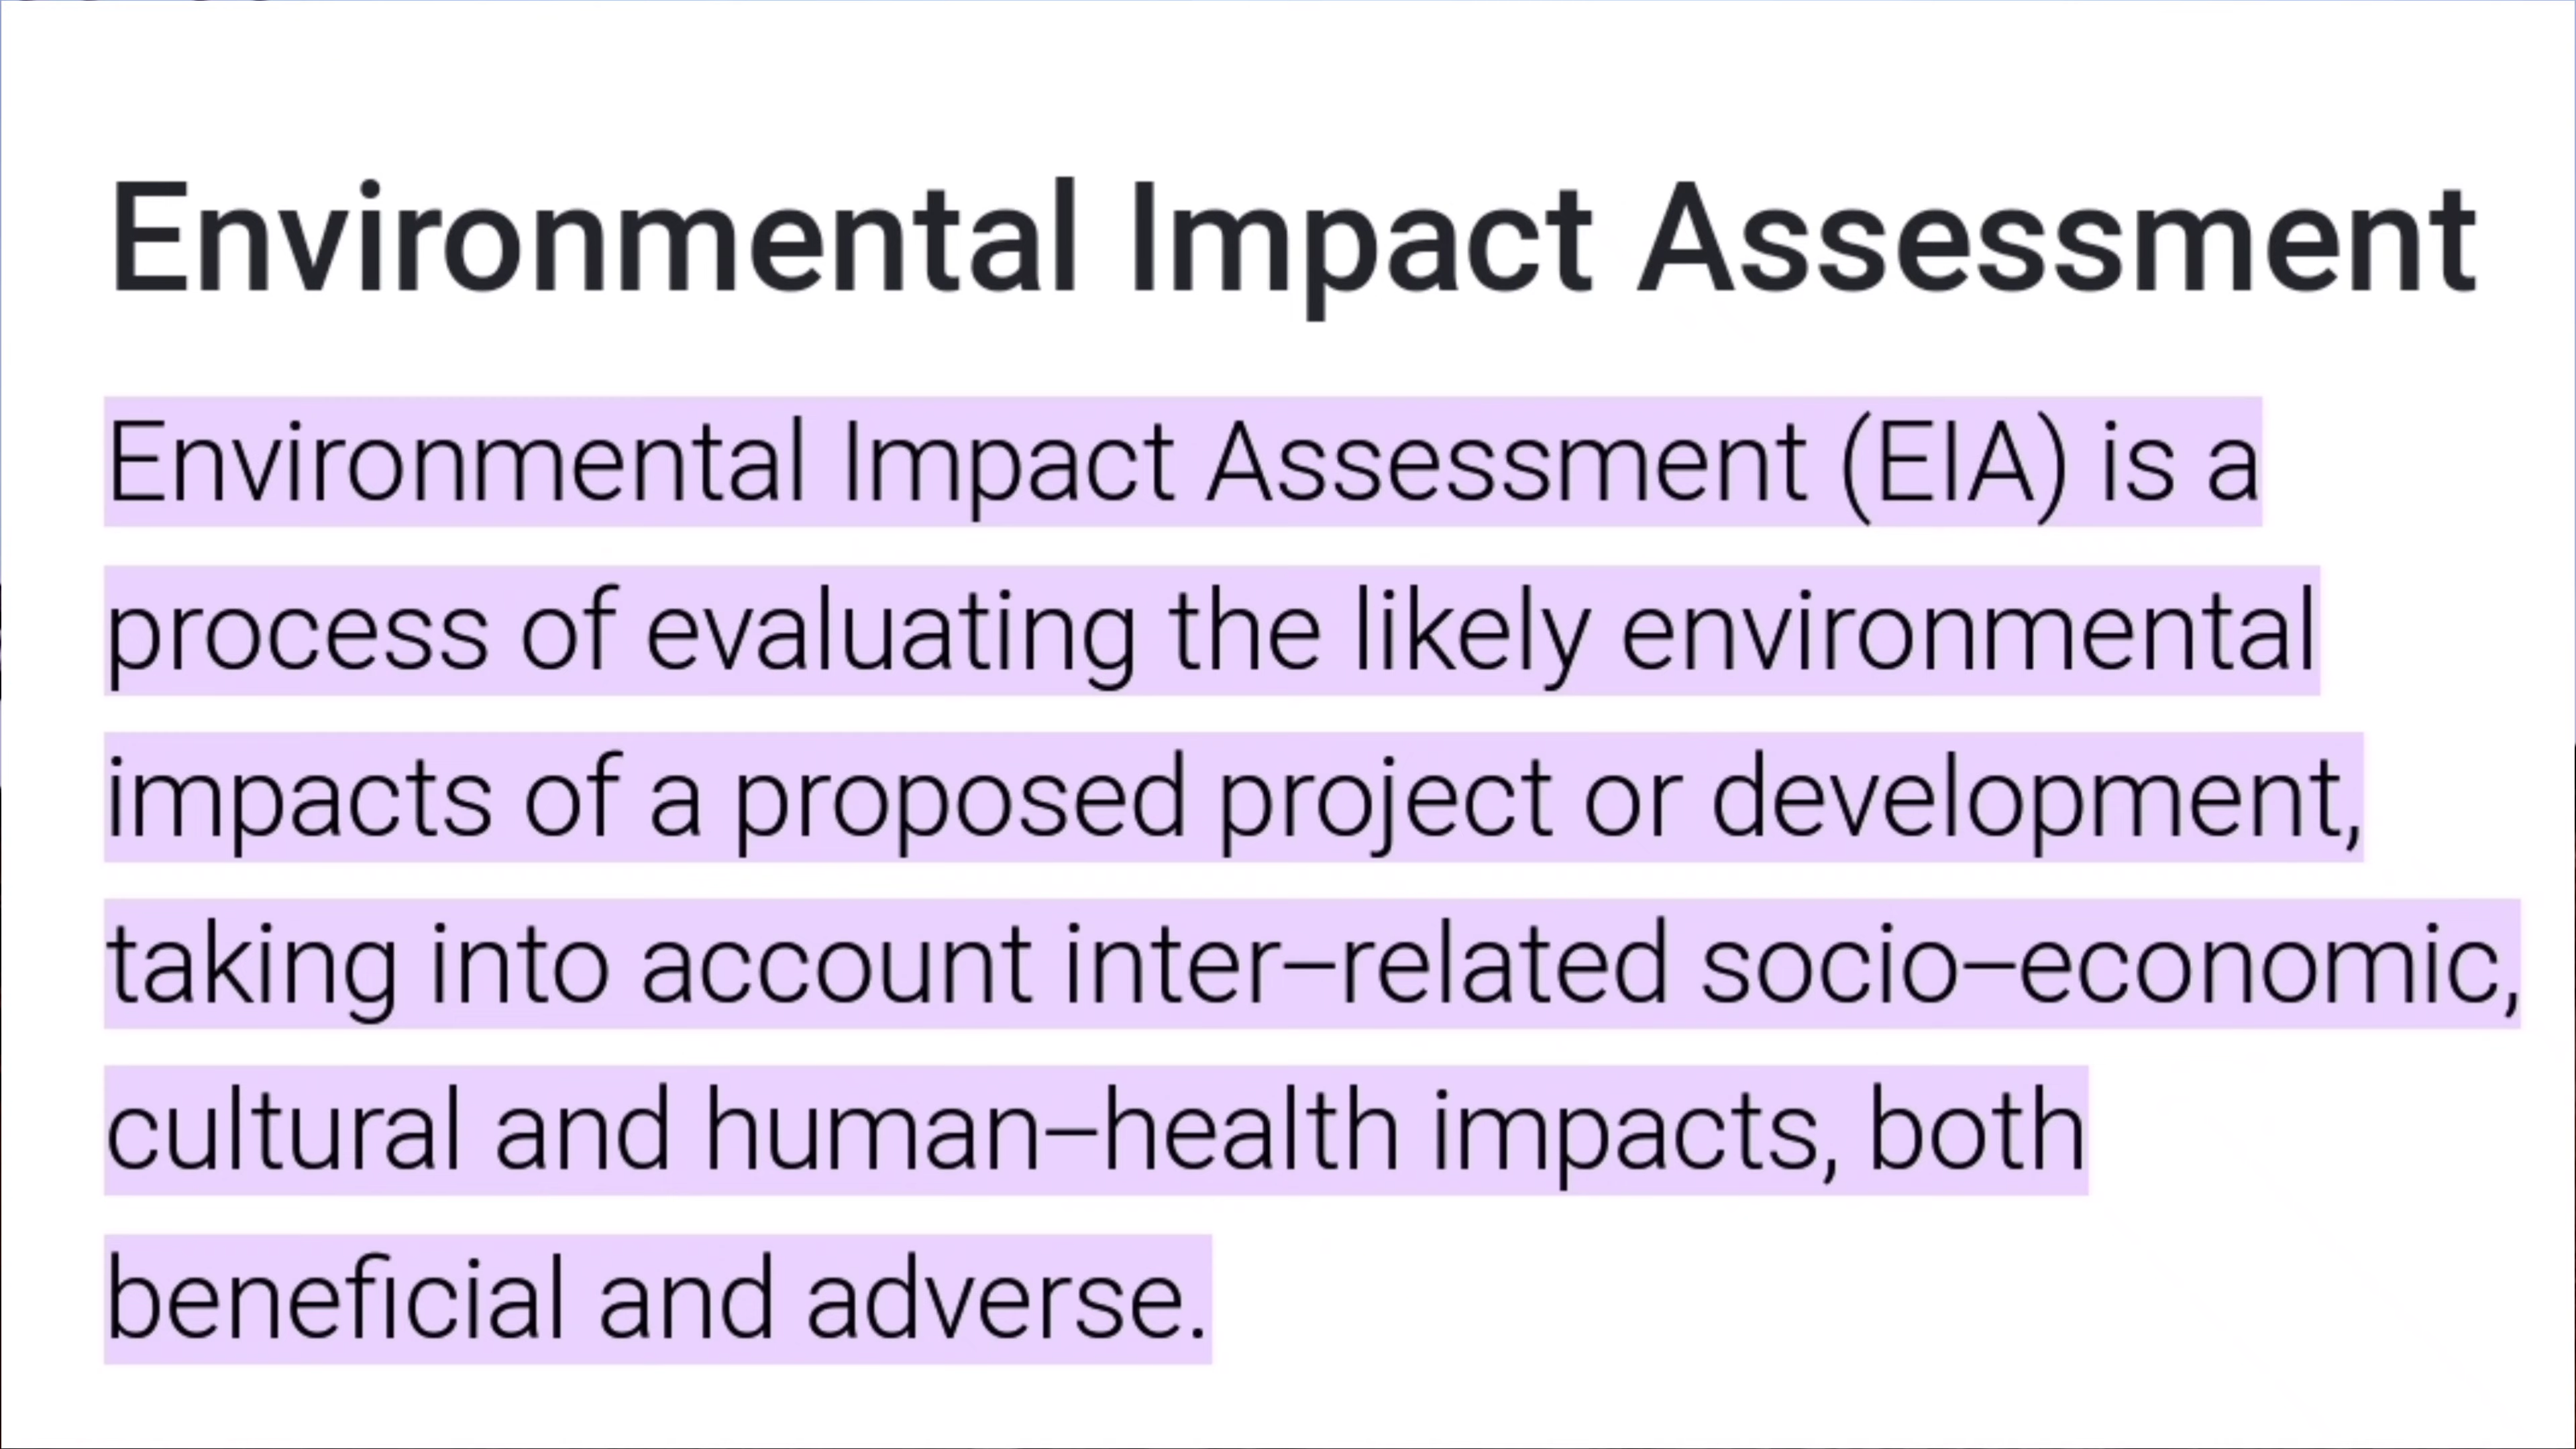 Environmental Impact Assessment
Environmental Impact Assessment (EIA) is a
process of evaluating the likely environmental
impacts of a proposed project or development,
taking into account inter–related socio–economic,
cultural and human–health impacts, both
beneficial and adverse.